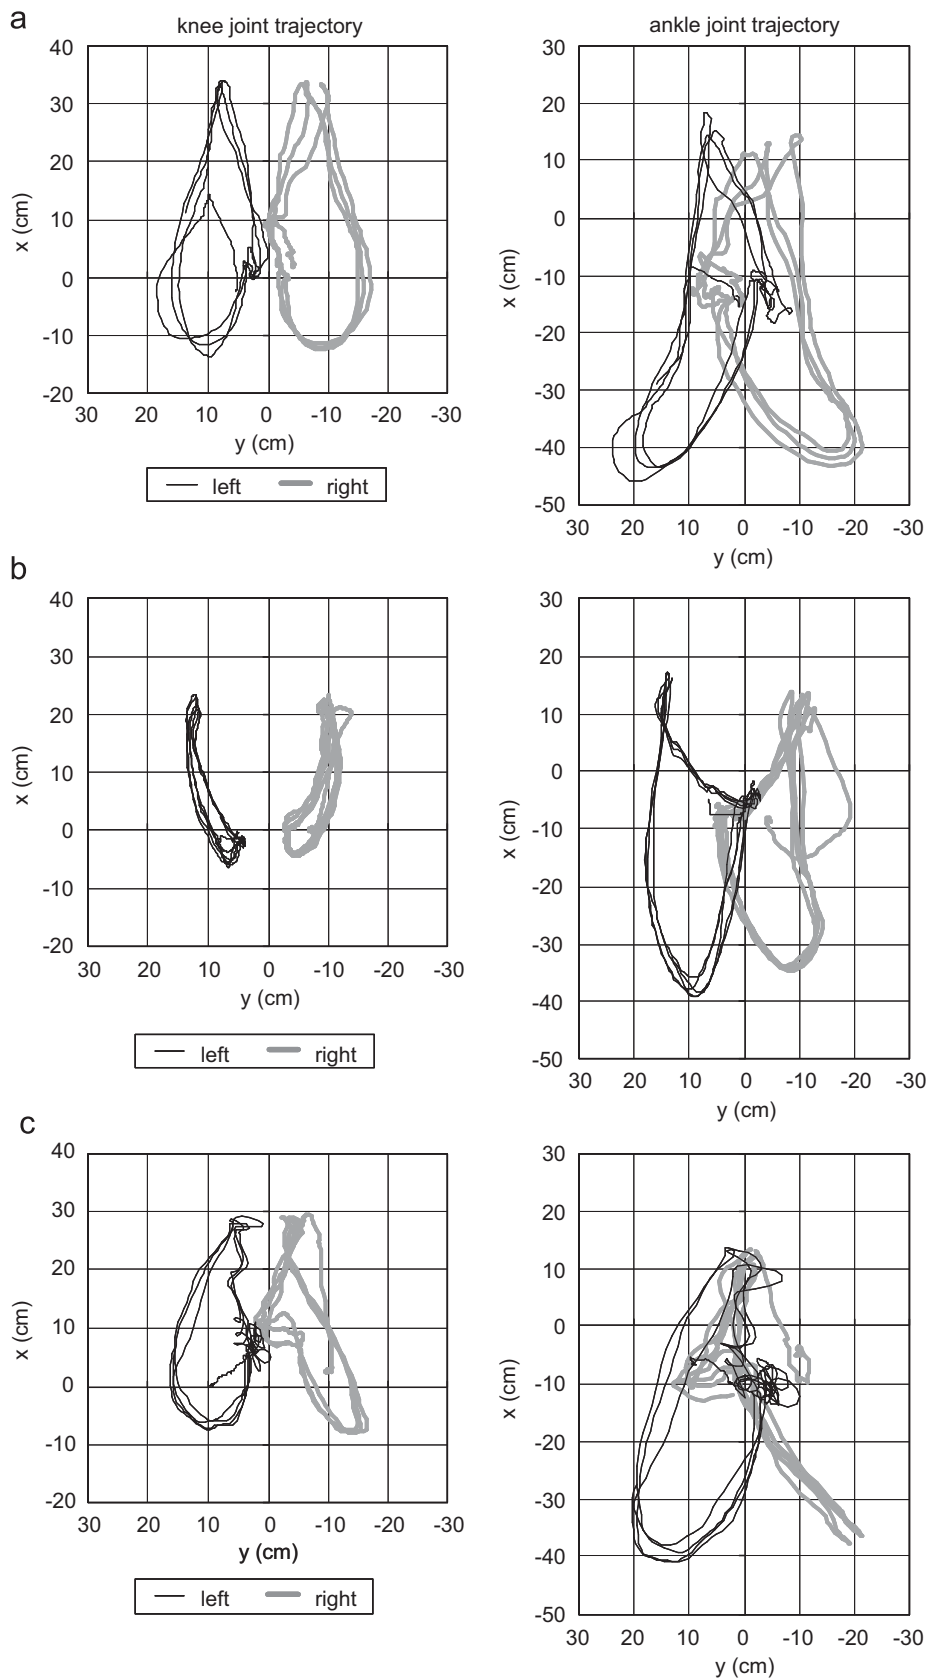 a
knee joint trajectory
ankle joint trajectory
40
30
20
10
0
-10
-20
x (cm)
30 20 10 0 -10 -20 -30
y (cm)
left right
30
20
10
0
-10
-20
-30
-40
-50
x (cm)
30 20 10 0 -10 -20 -30
y (cm)
b
40
30
20
10
0
-10
-20
x (cm)
30 20 10 0 -10 -20 -30
y (cm)
left right
30
20
10
0
-10
-20
-30
-40
-50
x (cm)
30 20 10 0 -10 -20 -30
y (cm)
c
40
30
20
10
0
-10
-20
x (cm)
30 20 10 0 -10 -20 -30
y (cm)
left right
30
20
10
0
-10
-20
-30
-40
-50
x (cm)
30 20 10 0 -10 -20 -30
y (cm)